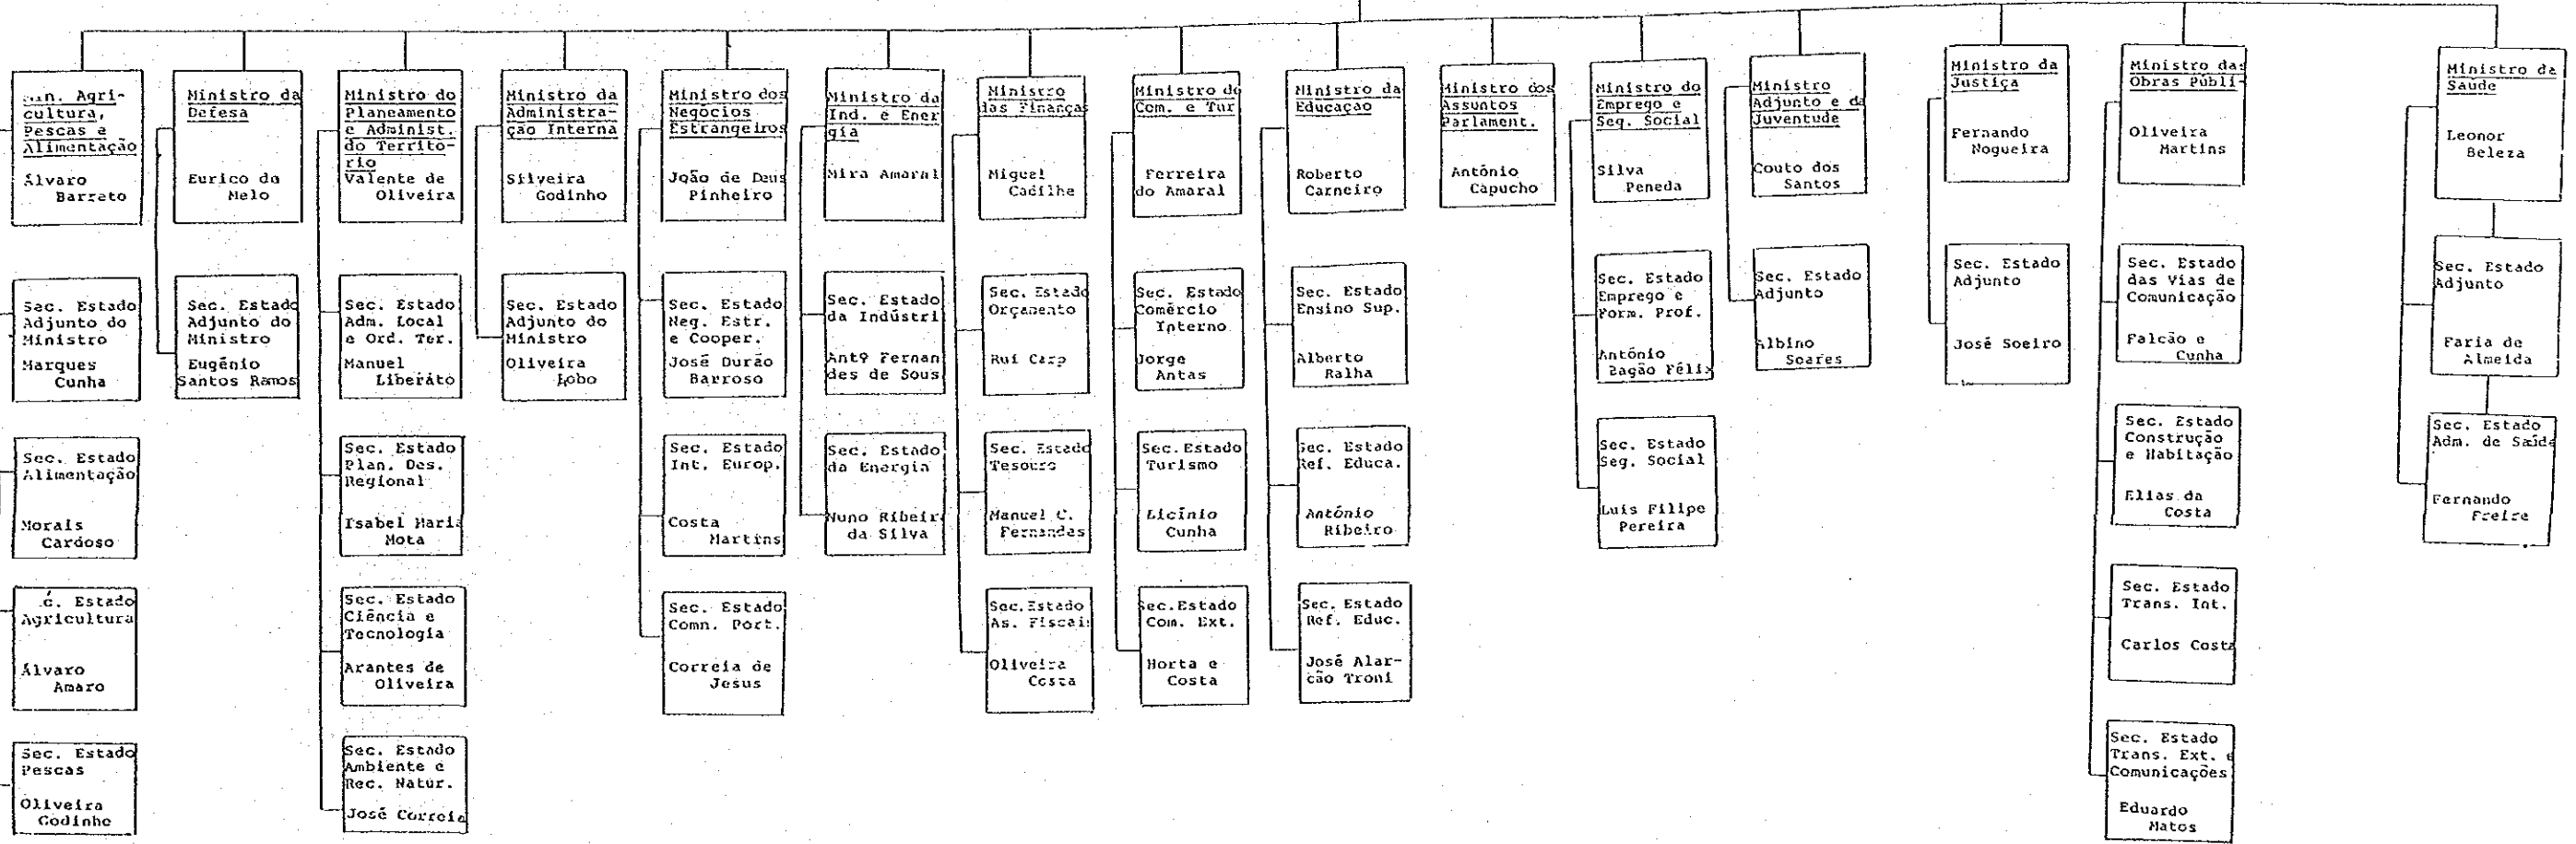 Agri-
cultura,
Pescas e
Alimentação
Álvaro
Barreto
Sec. Estado
Adjunto do
Ministro
Marques
Cunha
Sec. Estado
Alimentação
Morais
Cardoso
Estado
Agricultura
Álvaro
Amaro
Sec. Estado
Pescas
Oliveira
Godinho
Ministro da
Defesa
Eurico de
Melo
Sec. Estado
Adjunto do
Ministro
Eugénio
Santos Ramos
Ministro do
Planeamento
e Administ.
do Territó-
rio
Valente de
Oliveira
Sec. Estado
Adm. Local
e Ord. Ter.
Manuel
Liberato
Sec. Estado
Plan. Des.
Regional
Isabel Maria
Mota
Sec. Estado
Ciência e
Tecnologia
Arantes de
Oliveira
Sec. Estado
Ambiente e
Rec. Natur.
José Correia
Ministro da
Administra-
ção Interna
Silveira
Godinho
Sec. Estado
Adjunto do
Ministro
Oliveira
Lobo
Ministro dos
Negócios
Estrangeiros
João de Deus
Pinheiro
Sec. Estado
Neg. Estr.
e Cooper.
José Durão
Barroso
Sec. Estado
Int. Europ.
Costa
Martins
Sec. Estado
Comn. Port.
Correia de
Jesus
Ministro da
Ind. e Ener
gia
Mira Amaral
Sec. Estado
da Indústri
Antº Fernan
des de Sous
Sec. Estado
da Energia
Nuno Ribeir
da Silva
Ministro
das Finanças
Miguel
Cadilhe
Sec. Estado
Orçamento
Rui Carp
Sec. Estado
Tesouro
Manuel C.
Fernandes
Sec.Estado
As. Fiscai
Oliveira
Costa
Ministro do
Com. e Tur
Ferreira
do Amaral
Sec. Estado
Comércio
Interno
Jorge
Antas
Sec.Estado
Turismo
Licínio
Cunha
Sec.Estado
Com. Ext.
Horta e
Costa
Ministro da
Educação
Roberto
Carneiro
Sec. Estado
Ensino Sup.
Alberto
Ralha
Sec. Estado
Ref. Educa.
António
Ribeiro
Sec. Estado
Ref. Educ.
José Alar-
cão Troni
Ministro dos
Assuntos
Parlament.
António
Capucho
Ministro do
Emprego e
Seg. Social
Silva
Peneda
Sec. Estado
Emprego e
Form. Prof.
António
Bagão Félix
Sec. Estado
Seg. Social
Luis Filipe
Pereira
Ministro
Adjunto e da
Juventude
Couto dos
Santos
Sec. Estado
Adjunto
Albino
Soares
Ministro da
Justiça
Fernando
Nogueira
Sec. Estado
Adjunto
José Soeiro
Ministro das
Obras Públi-
Oliveira
Martins
Sec. Estado
das Vias de
Comunicação
Falcão e
Cunha
Sec. Estado
Construção
e Habitação
Elias da
Costa
Sec. Estado
Trans. Int.
Carlos Costa
Sec. Estado
Trans. Ext. e
Comunicações
Eduardo
Matos
Ministro da
Saúde
Leonor
Beleza
Sec. Estado
Adjunto
Faria de
Almeida
Sec. Estado
Adm. de Saúde
Fernando
Freire